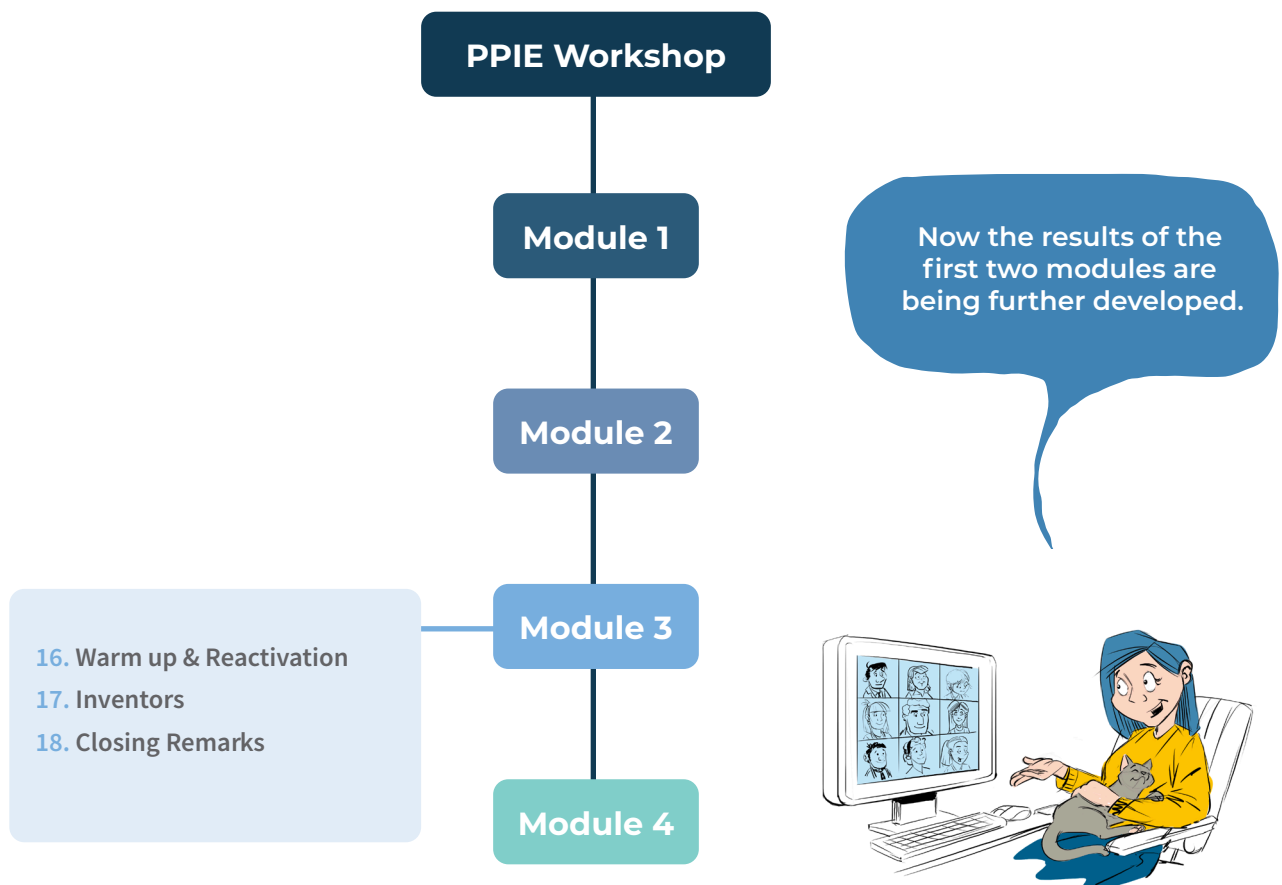 PPIE Workshop
Module 1
Now the results of the
first two modules are
being further developed.
Module 2
Module 3
16. Warm up & Reactivation
17. Inventors
18. Closing Remarks
Module 4